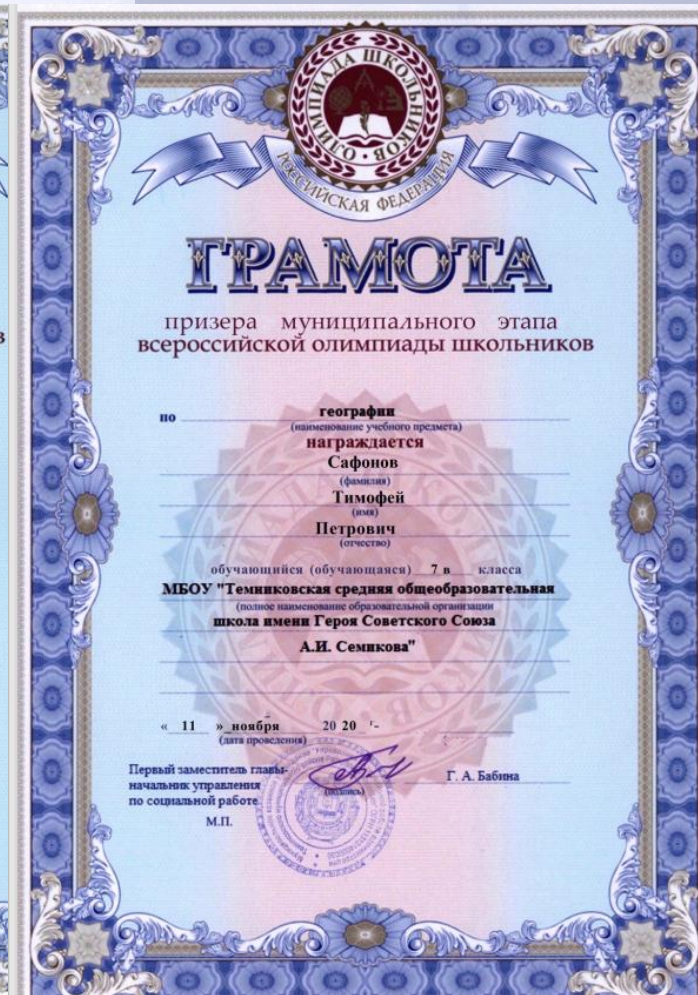 ОЛИМПИАДА ШКОЛЬНИКОВ
РОССИЙСКАЯ ФЕДЕРАЦИЯ
ГРАМОТА
призера муниципального этапа
всероссийской олимпиады школьников
по географии
(наименование учебного предмета)
награждается
Сафонов
(фамилия)
Тимофей
(имя)
Петрович
(отчество)
обучающийся (обучающаяся) 7 в класса
МБОУ "Темниковская средняя общеобразовательная
(полное наименование образовательной организации
школа имени Героя Советского Союза
А.И. Семикова"
« 11 » ноября 20 20 г.
(дата проведения)
Первый заместитель главы-
начальник управления
по социальной работе
(подпись)
Г. А. Бабина
М.П.